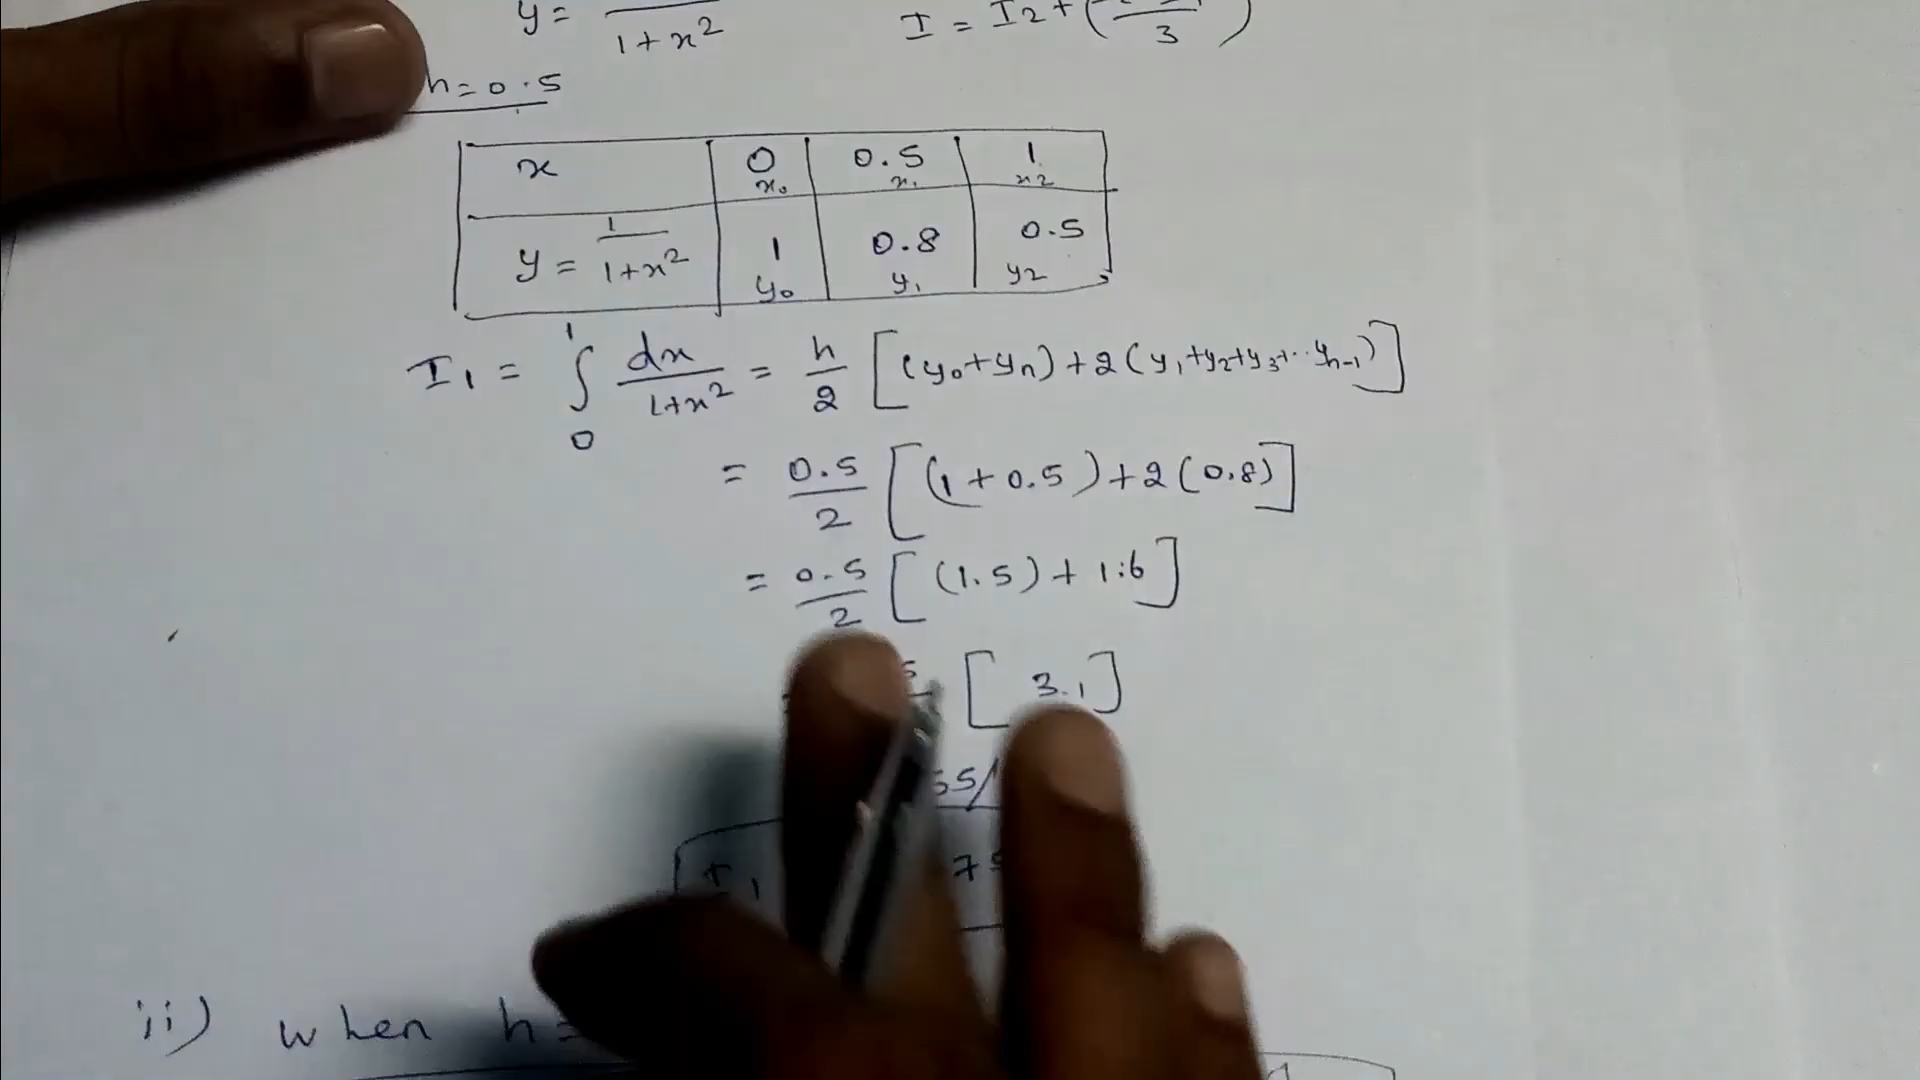 y = 1+x²
I = I2 + ( 3 )
h = 0.5
x 0 0.5 1
x0 x1 x2
y = 1/1+x² 1 0.8 0.5
y0 y1 y2
I1 = ∫₀¹ dx/1+x² = h/2 [(y0+yn)+2(y1+y2+y3+..yn-1)]
= 0.5/2 [(1+0.5)+2(0.8)]
= 0.5/2 [(1.5)+1.6]
[3.1]
55/
I1 75
ii) when h=